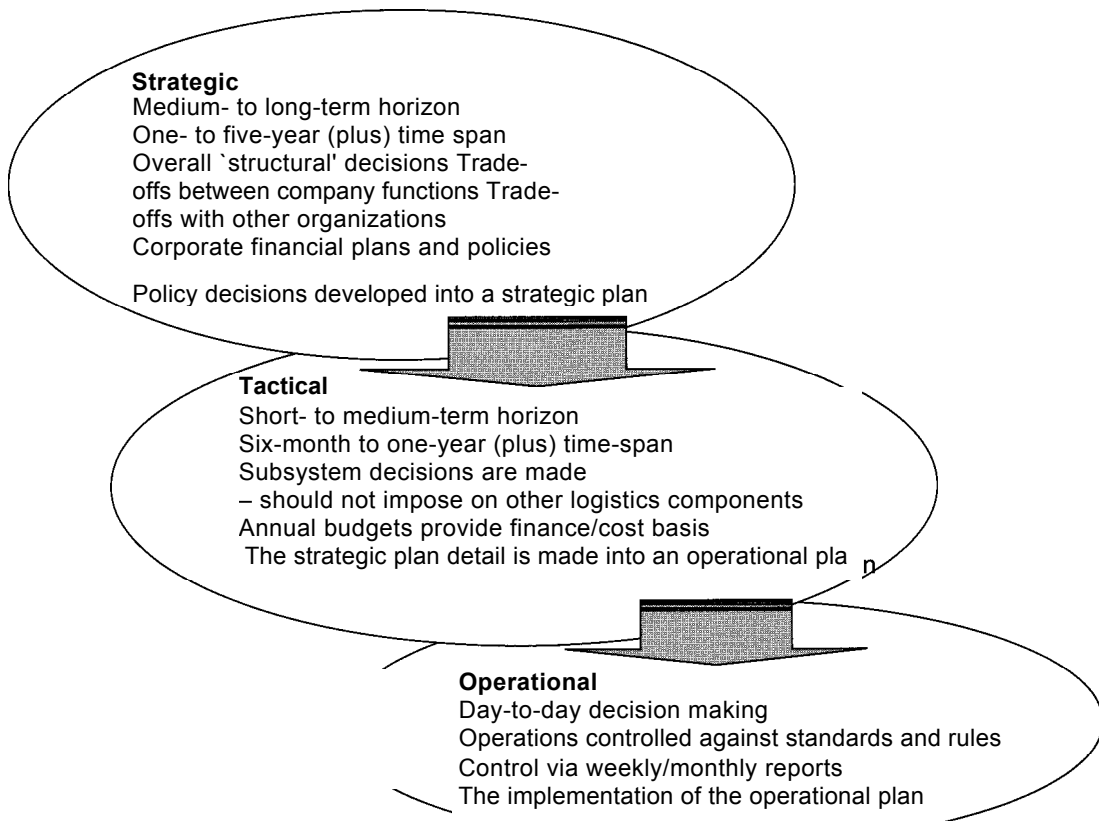 Strategic
Medium- to long-term horizon
One- to five-year (plus) time span
Overall `structural' decisions Trade-
offs between company functions Trade-
offs with other organizations
Corporate financial plans and policies
Policy decisions developed into a strategic plan
Tactical
Short- to medium-term horizon
Six-month to one-year (plus) time-span
Subsystem decisions are made
– should not impose on other logistics components
Annual budgets provide finance/cost basis
The strategic plan detail is made into an operational pla n
Operational
Day-to-day decision making
Operations controlled against standards and rules
Control via weekly/monthly reports
The implementation of the operational plan